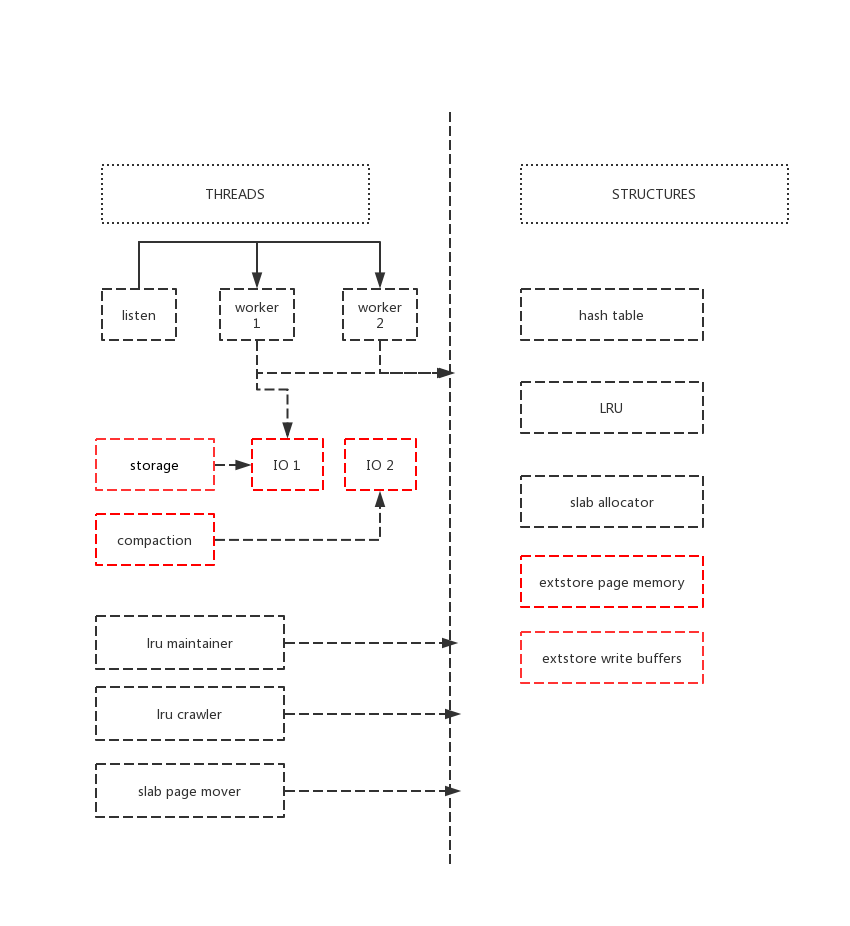 THREADS
STRUCTURES
listen
worker
1
worker
2
hash table
LRU
storage
IO 1
IO 2
slab allocator
compaction
extstore page memory
lru maintainer
extstore write buffers
lru crawler
slab page mover